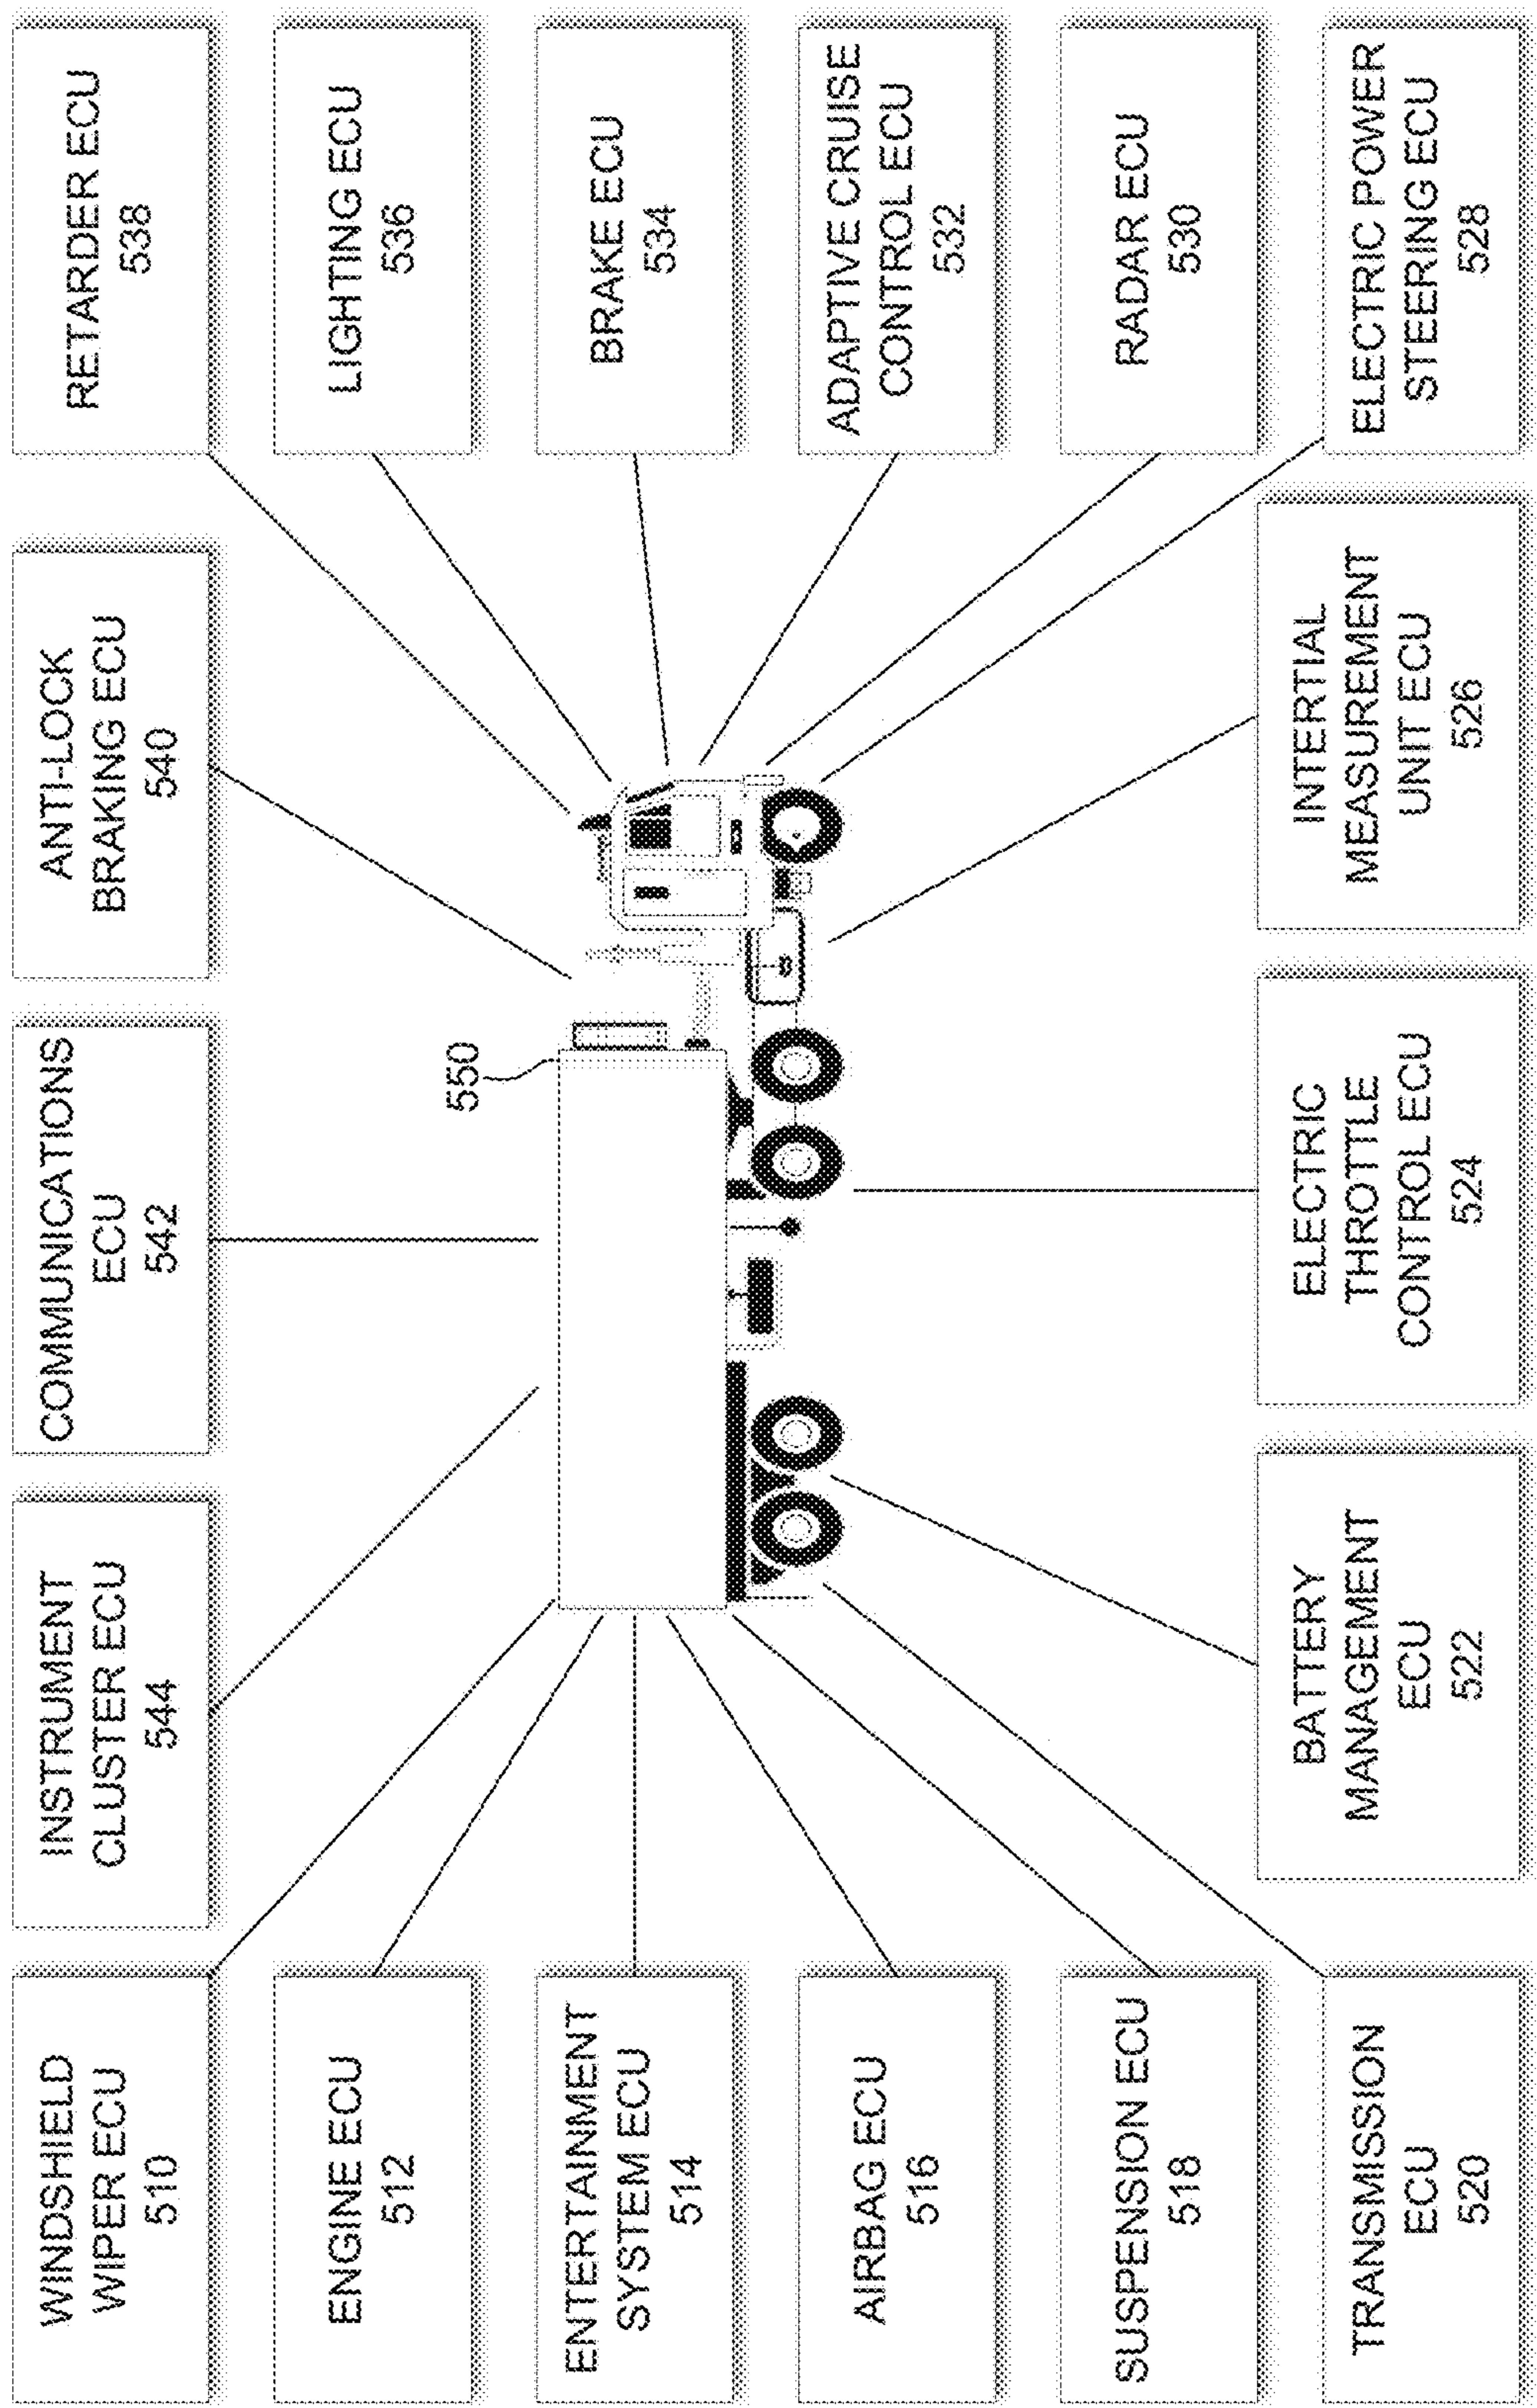 WINDSHIELD
WIPER ECU
510
INSTRUMENT
CLUSTER ECU
544
COMMUNICATIONS
ECU
542
ANTI-LOCK
BRAKING ECU
540
RETARDER ECU
538
ENGINE ECU
512
LIGHTING ECU
536
550
ENTERTAINMENT
SYSTEM ECU
514
BRAKE ECU
534
AIRBAG ECU
516
ADAPTIVE CRUISE
CONTROL ECU
532
SUSPENSION ECU
518
RADAR ECU
530
TRANSMISSION
ECU
520
BATTERY
MANAGEMENT
ECU
522
ELECTRIC
THROTTLE
CONTROL ECU
524
INTERTIAL
MEASUREMENT
UNIT ECU
526
ELECTRIC POWER
STEERING ECU
528